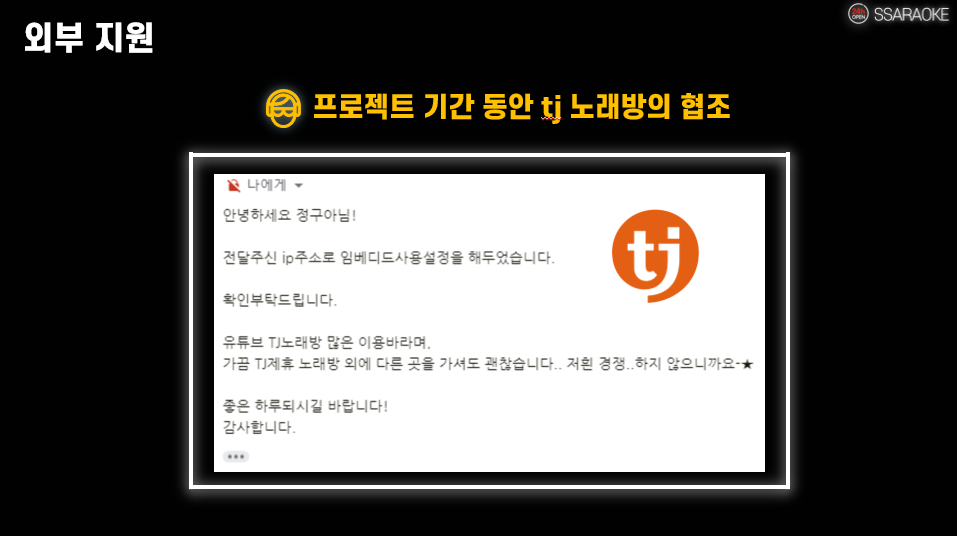 외부 지원
24h
OPEN
SSARAOKE
프로젝트 기간 동안 tj 노래방의 협조
나에게
안녕하세요 정구아님!
전달주신 ip주소로 임베디드사용설정을 해두었습니다.
확인부탁드립니다.
유튜브 TJ노래방 많은 이용바라며,
가끔 TJ제휴 노래방 외에 다른 곳을 가셔도 괜찮습니다.. 저흰 경쟁..하지 않으니까요-★
좋은 하루되시길 바랍니다!
감사합니다.
tj